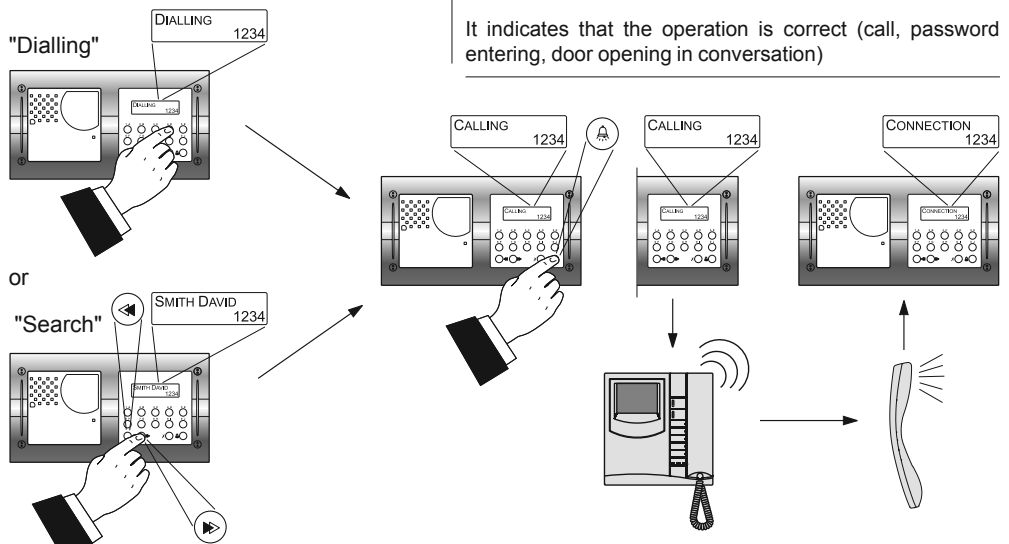 DIALLING
1234
"Dialling"
DIALLING
1234
It indicates that the operation is correct (call, password
entering, door opening in conversation)
CALLING
1234
CALLING
1234
CALLING
1234
CALLING
1234
CONNECTION
1234
CONNECTION
1234
or
"Search"
SMITH DAVID
1234
SMITH DAVID
1234